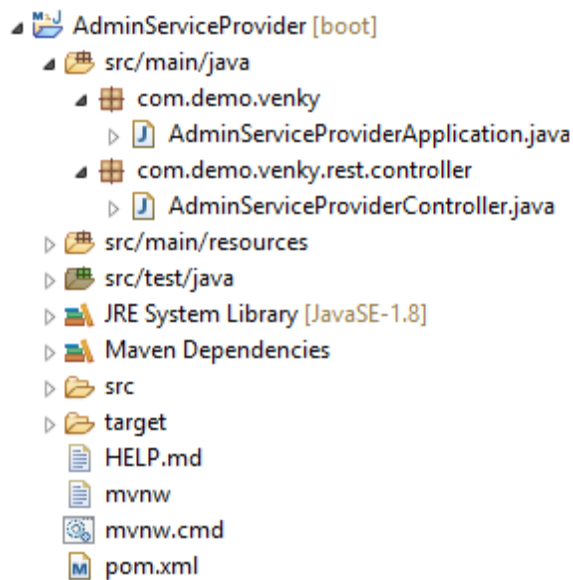 AdminServiceProvider [boot]
src/main/java
com.demo.venky
AdminServiceProviderApplication.java
com.demo.venky.rest.controller
AdminServiceProviderController.java
src/main/resources
src/test/java
JRE System Library [JavaSE-1.8]
Maven Dependencies
src
target
HELP.md
mvnw
mvnw.cmd
pom.xml